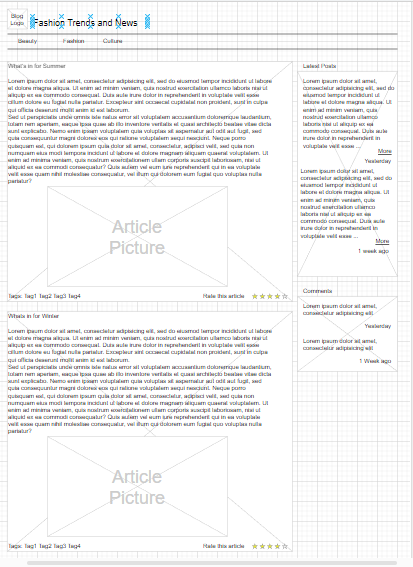 Blog
Logo
Fashion Trends and News
Beauty Fashion Culture
What's in for Summer
Lorem ipsum dolor sit amet, consectetur adipisicing elit, sed do eiusmod tempor incididunt ut labore
et dolore magna aliqua. Ut enim ad minim veniam, quis nostrud exercitation ullamco laboris nisi ut
aliquip ex ea commodo consequat. Duis aute irure dolor in reprehenderit in voluptate velit esse
cillum dolore eu fugiat nulla pariatur. Excepteur sint occaecat cupidatat non proident, sunt in culpa
qui officia deserunt mollit anim id est laborum.
Sed ut perspiciatis unde omnis iste natus error sit voluptatem accusantium doloremque laudantium,
totam rem aperiam, eaque ipsa quae ab illo inventore veritatis et quasi architecto beatae vitae dicta
sunt explicabo. Nemo enim ipsam voluptatem quia voluptas sit aspernatur aut odit aut fugit, sed
quia consequuntur magni dolores eos qui ratione voluptatem sequi nesciunt. Neque porro
quisquam est, qui dolorem ipsum quia dolor sit amet, consectetur, adipisci velit, sed quia non
numquam eius modi tempora incidunt ut labore et dolore magnam aliquam quaerat voluptatem. Ut
enim ad minima veniam, quis nostrum exercitationem ullam corporis suscipit laboriosam, nisi ut
aliquid ex ea commodi consequatur? Quis autem vel eum iure reprehenderit qui in ea voluptate
velit esse quam nihil molestiae consequatur, vel illum qui dolorem eum fugiat quo voluptas nulla
pariatur?
Article
Picture
Tags: Tag1 Tag2 Tag3 Tag4 Rate this article
Whats in for Winter
Lorem ipsum dolor sit amet, consectetur adipisicing elit, sed do eiusmod tempor incididunt ut labore
et dolore magna aliqua. Ut enim ad minim veniam, quis nostrud exercitation ullamco laboris nisi ut
aliquip ex ea commodo consequat. Duis aute irure dolor in reprehenderit in voluptate velit esse
cillum dolore eu fugiat nulla pariatur. Excepteur sint occaecat cupidatat non proident, sunt in culpa
qui officia deserunt mollit anim id est laborum.
Sed ut perspiciatis unde omnis iste natus error sit voluptatem accusantium doloremque laudantium,
totam rem aperiam, eaque ipsa quae ab illo inventore veritatis et quasi architecto beatae vitae dicta
sunt explicabo. Nemo enim ipsam voluptatem quia voluptas sit aspernatur aut odit aut fugit, sed
quia consequuntur magni dolores eos qui ratione voluptatem sequi nesciunt. Neque porro
quisquam est, qui dolorem ipsum quia dolor sit amet, consectetur, adipisci velit, sed quia non
numquam eius modi tempora incidunt ut labore et dolore magnam aliquam quaerat voluptatem. Ut
enim ad minima veniam, quis nostrum exercitationem ullam corporis suscipit laboriosam, nisi ut
aliquid ex ea commodi consequatur? Quis autem vel eum iure reprehenderit qui in ea voluptate
velit esse quam nihil molestiae consequatur, vel illum qui dolorem eum fugiat quo voluptas nulla
pariatur?
Article
Picture
Tags: Tag1 Tag2 Tag3 Tag4 Rate this article
Latest Posts
Lorem ipsum dolor sit amet,
consectetur adipisicing elit, sed do
eiusmod tempor incididunt ut labore
et dolore magna aliqua. Ut
enim ad minim veniam, quis
nostrud exercitation ullamco
laboris nisi ut aliquip ex ea
commodo consequat. Duis aute
irure dolor in reprehenderit in
voluptate velit esse ...
More
Yesterday
Lorem ipsum dolor sit amet,
consectetur adipisicing elit, sed do
eiusmod tempor incididunt ut labore
et dolore magna aliqua. Ut
enim ad minim veniam, quis
nostrud exercitation ullamco
laboris nisi ut aliquip ex ea
commodo consequat. Duis aute
irure dolor in reprehenderit in
voluptate velit esse ...
More
1 week ago
Comments
Lorem ipsum dolor sit amet,
consectetur adipisicing elit
Yesterday
Lorem ipsum dolor sit amet,
consectetur adipisicing elit
1 Week ago